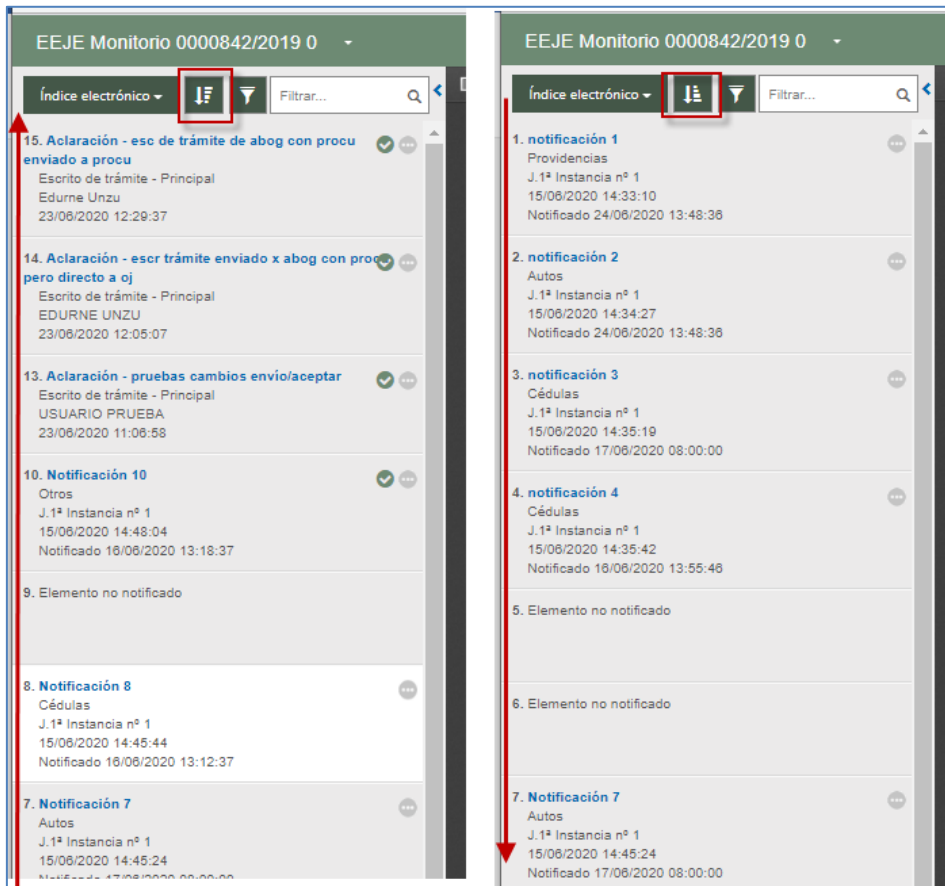 EEJE Monitorio 0000842/2019 0
Índice electrónico
Filtrar...
15. Aclaración - esc de trámite de abog con procu
enviado a procu
Escrito de trámite - Principal
Edurne Unzu
23/06/2020 12:29:37
14. Aclaración - escr trámite enviado x abog con procu
pero directo a oj
Escrito de trámite - Principal
EDURNE UNZU
23/06/2020 12:05:07
13. Aclaración - pruebas cambios envío/aceptar
Escrito de trámite - Principal
USUARIO PRUEBA
23/06/2020 11:06:58
10. Notificación 10
Otros
J.1ª Instancia nº 1
15/06/2020 14:48:04
Notificado 16/06/2020 13:18:37
9. Elemento no notificado
8. Notificación 8
Cédulas
J.1ª Instancia nº 1
15/06/2020 14:45:44
Notificado 16/06/2020 13:12:37
7. Notificación 7
Autos
J.1ª Instancia nº 1
15/06/2020 14:45:24
Notificado 17/06/2020 08:00:00
EEJE Monitorio 0000842/2019 0
Índice electrónico
Filtrar...
1. notificación 1
Providencias
J.1ª Instancia nº 1
15/06/2020 14:33:10
Notificado 24/06/2020 13:48:36
2. notificación 2
Autos
J.1ª Instancia nº 1
15/06/2020 14:34:27
Notificado 24/06/2020 13:48:36
3. notificación 3
Cédulas
J.1ª Instancia nº 1
15/06/2020 14:35:19
Notificado 17/06/2020 08:00:00
4. notificación 4
Cédulas
J.1ª Instancia nº 1
15/06/2020 14:35:42
Notificado 16/06/2020 13:55:46
5. Elemento no notificado
6. Elemento no notificado
7. Notificación 7
Autos
J.1ª Instancia nº 1
15/06/2020 14:45:24
Notificado 17/06/2020 08:00:00